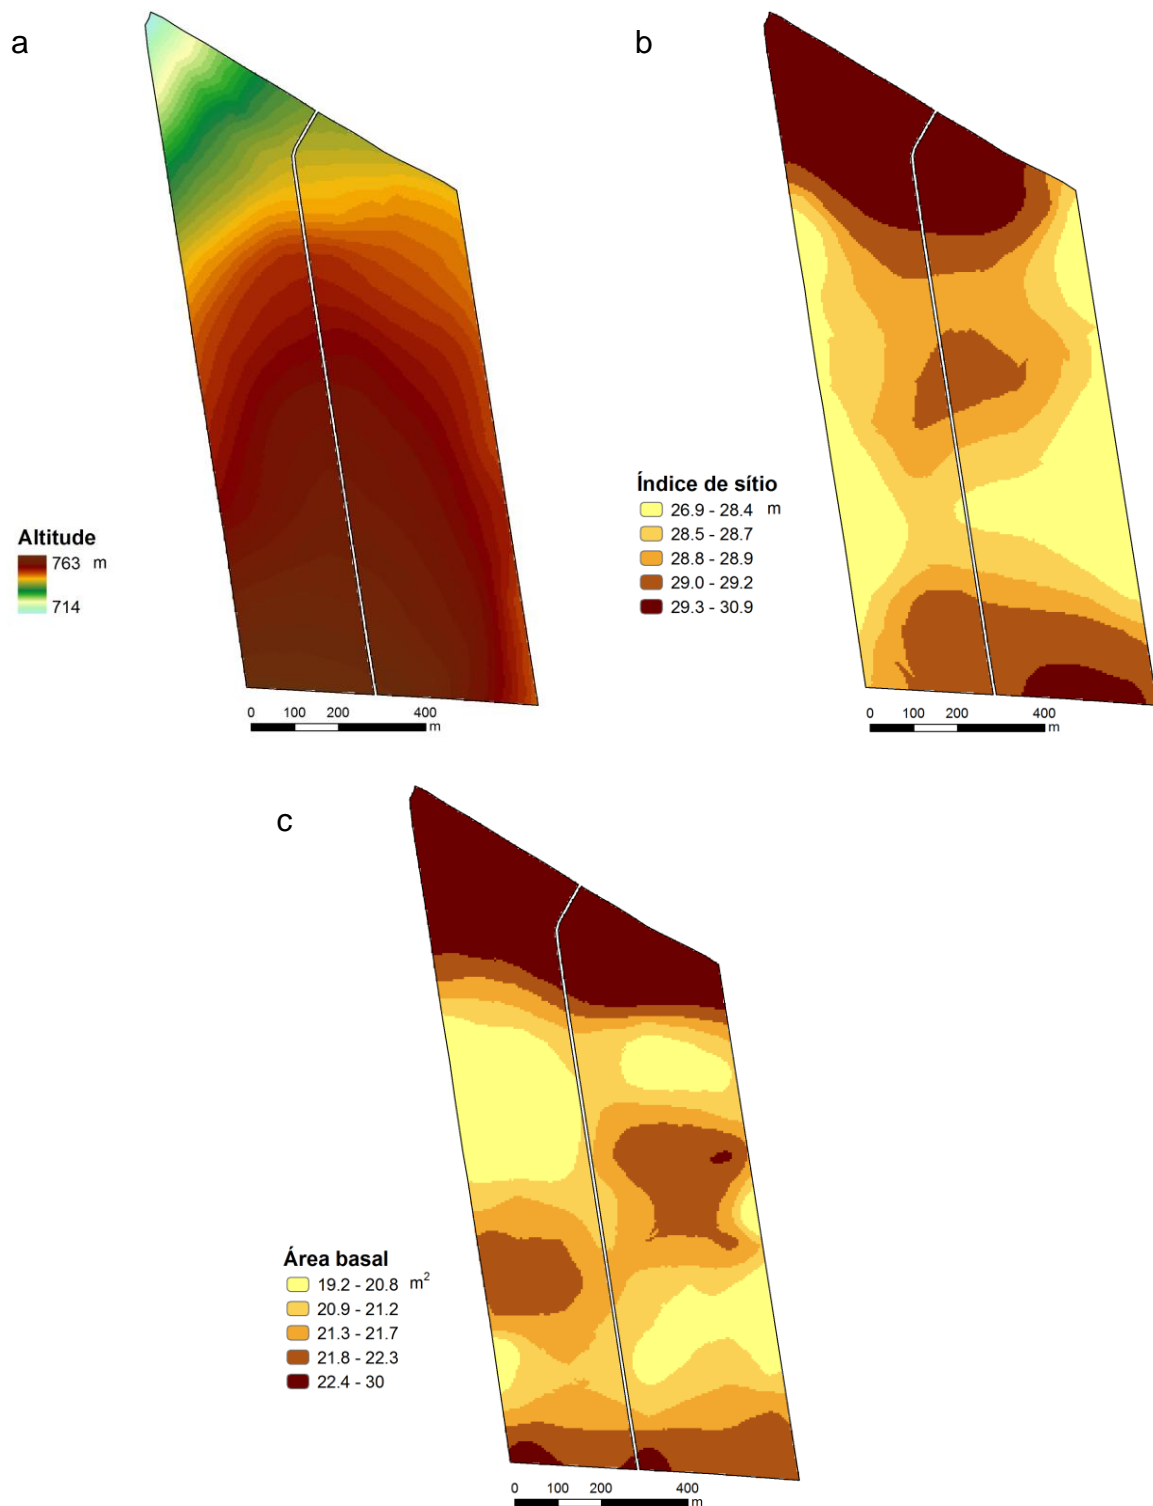 a
Altitude
763 m
714
0 100 200 400
m
b
Índice de sítio
26.9 - 28.4 m
28.5 - 28.7
28.8 - 28.9
29.0 - 29.2
29.3 - 30.9
0 100 200 400
m
c
Área basal
19.2 - 20.8 m²
20.9 - 21.2
21.3 - 21.7
21.8 - 22.3
22.4 - 30
0 100 200 400
m